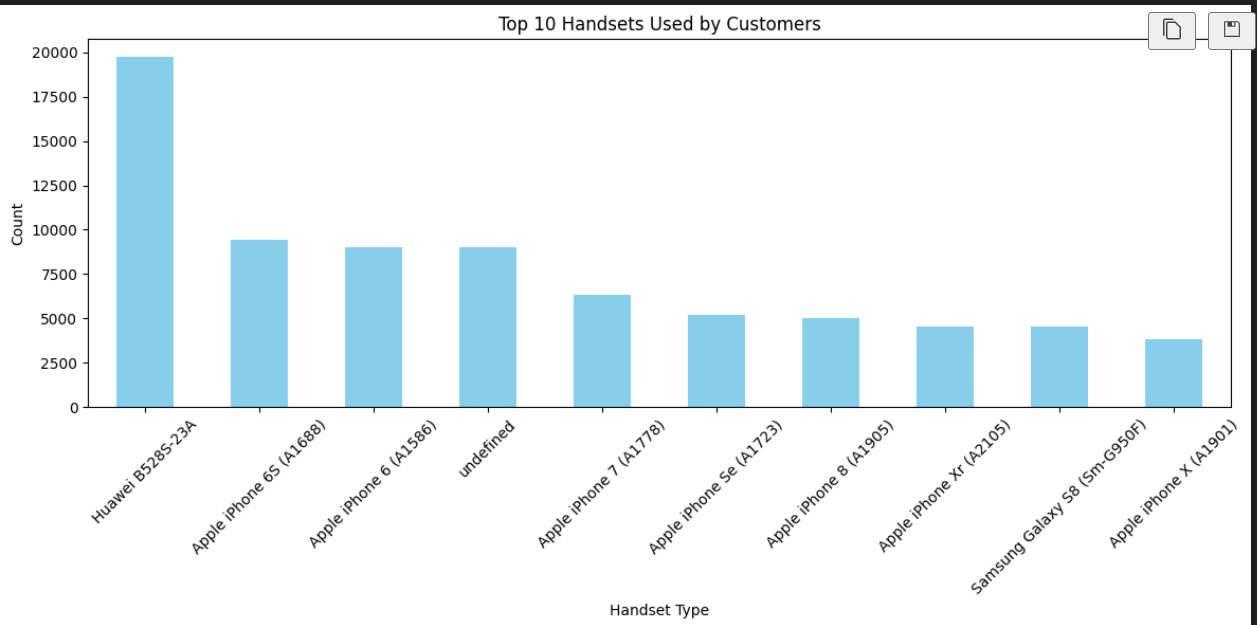 Top 10 Handsets Used by Customers
20000
17500
15000
12500
10000
7500
5000
2500
0
Count
Huawei B528S-23A
Apple iPhone 6S (A1688)
Apple iPhone 6 (A1586)
undefined
Apple iPhone 7 (A1778)
Apple iPhone Se (A1723)
Apple iPhone 8 (A1905)
Apple iPhone Xr (A2105)
Samsung Galaxy S8 (Sm-G950F)
Apple iPhone X (A1901)
Handset Type